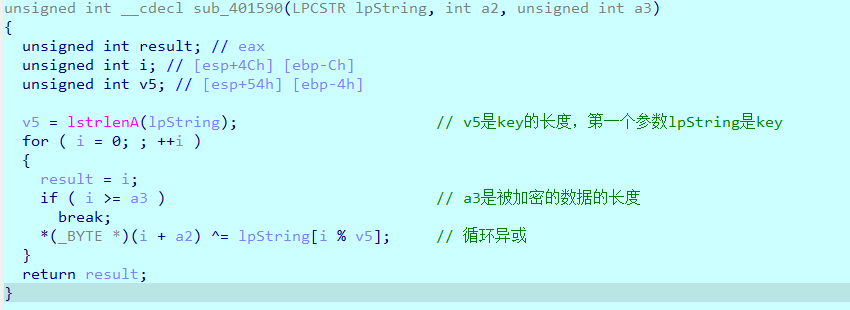 unsigned int __cdecl sub_401590(LPCSTR lpString, int a2, unsigned int a3)
{
  unsigned int result; // eax
  unsigned int i; // [esp+4Ch] [ebp-Ch]
  unsigned int v5; // [esp+54h] [ebp-4h]

  v5 = lstrlenA(lpString);                        // v5是key的长度，第一个参数lpString是key
  for ( i = 0; ; ++i )
  {
    result = i;
    if ( i >= a3 )                                // a3是被加密的数据的长度
      break;
    *(_BYTE *)(i + a2) ^= lpString[i % v5];       // 循环异或
  }
  return result;
}